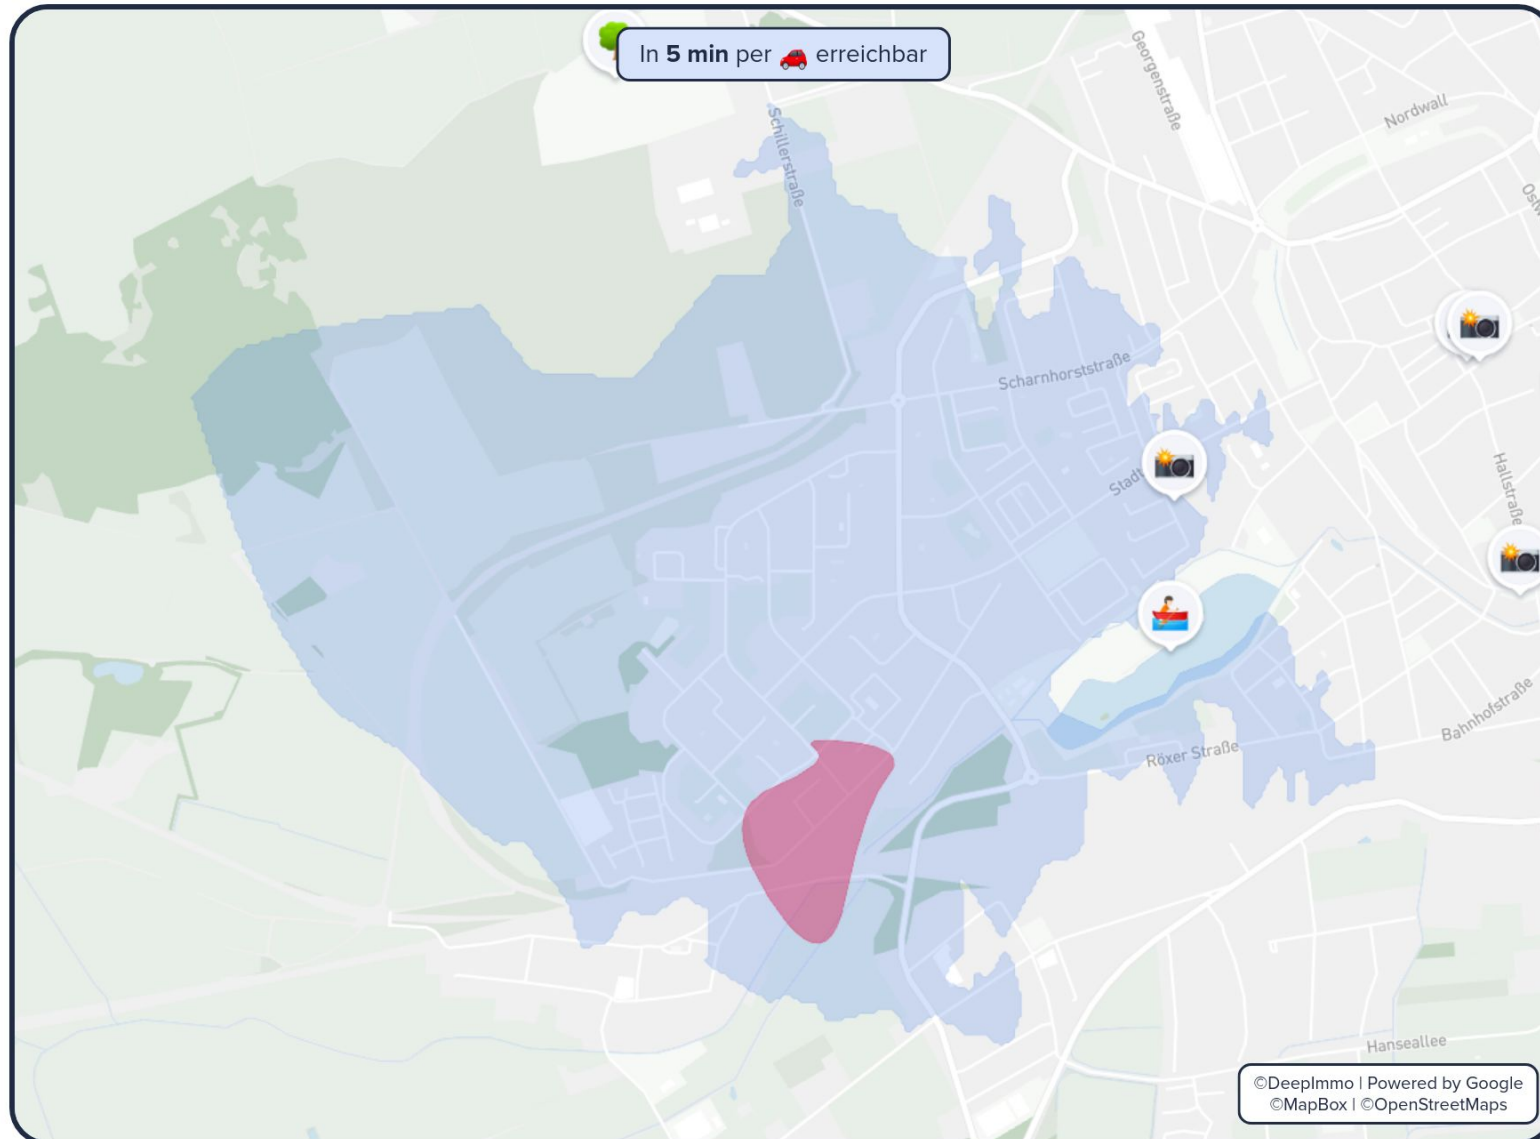 In 5 min per erreichbar
Georgenstraße
Nordwall
Schillerstraße
Scharnhorststraße
Hallstraße
Röxer Straße
Bahnhofstraße
Hanseallee
©DeepImmo | Powered by Google
©MapBox | ©OpenStreetMaps